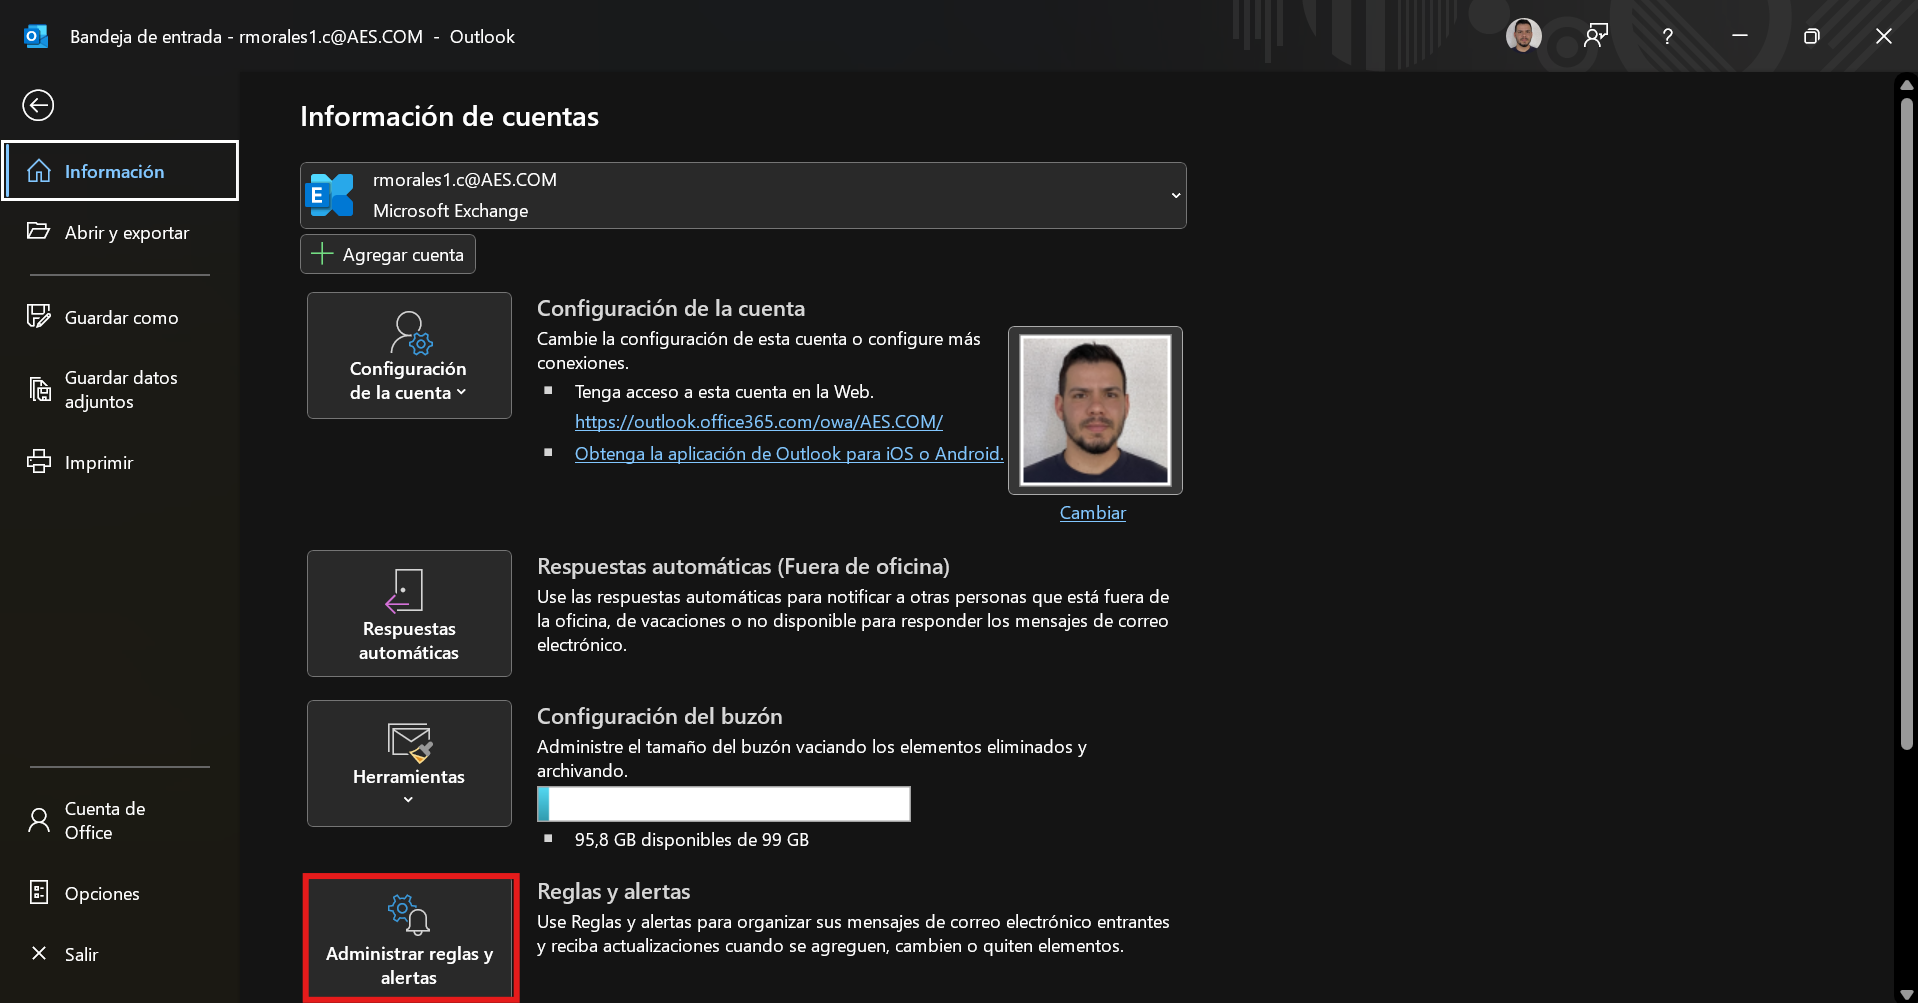 Bandeja de entrada - rmorales1.c@AES.COM - Outlook
?
Información
Abrir y exportar
Guardar como
Guardar datos
adjuntos
Imprimir
Cuenta de
Office
Opciones
Salir
Información de cuentas
E
rmorales1.c@AES.COM
Microsoft Exchange
Agregar cuenta
Configuración
de la cuenta
Configuración de la cuenta
Cambie la configuración de esta cuenta o configure más
conexiones.
Tenga acceso a esta cuenta en la Web.
https://outlook.office365.com/owa/AES.COM/
Obtenga la aplicación de Outlook para iOS o Android.
Cambiar
Respuestas
automáticas
Respuestas automáticas (Fuera de oficina)
Use las respuestas automáticas para notificar a otras personas que está fuera de
la oficina, de vacaciones o no disponible para responder los mensajes de correo
electrónico.
Herramientas
Configuración del buzón
Administre el tamaño del buzón vaciando los elementos eliminados y
archivando.
95,8 GB disponibles de 99 GB
Administrar reglas y
alertas
Reglas y alertas
Use Reglas y alertas para organizar sus mensajes de correo electrónico entrantes
y reciba actualizaciones cuando se agreguen, cambien o quiten elementos.